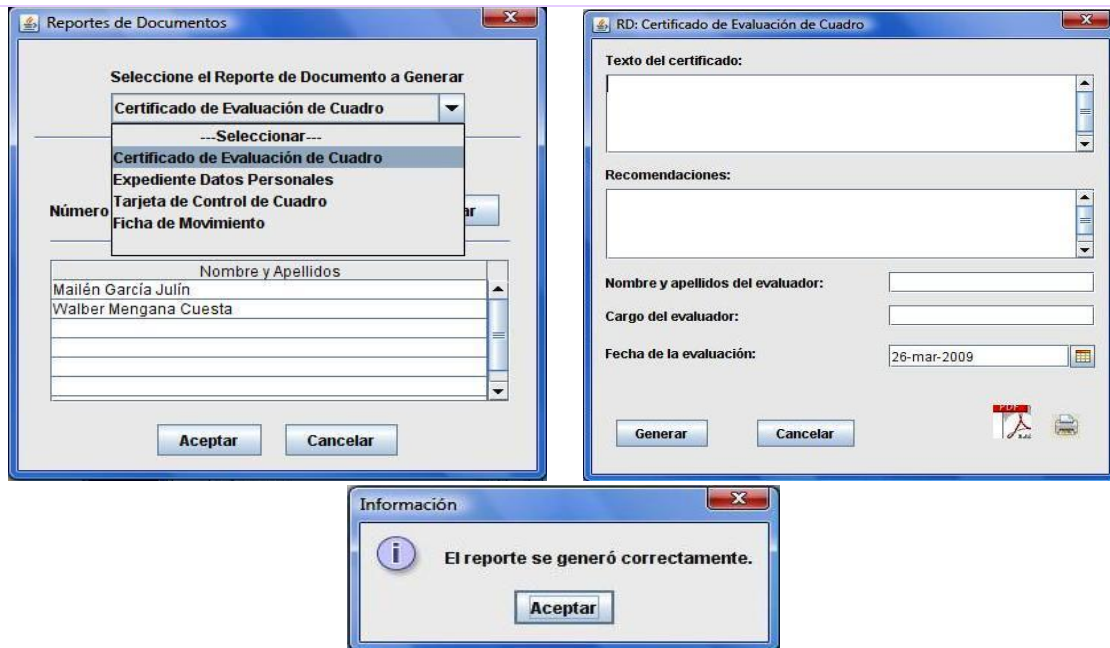 Reportes de Documentos
Seleccione el Reporte de Documento a Generar
Certificado de Evaluación de Cuadro
---Seleccionar---
Certificado de Evaluación de Cuadro
Expediente Datos Personales
Tarjeta de Control de Cuadro
Ficha de Movimiento
Número
ar
Nombre y Apellidos
Mailén García Julín
Walber Mengana Cuesta
Aceptar Cancelar
RD: Certificado de Evaluación de Cuadro
Texto del certificado:
Recomendaciones:
Nombre y apellidos del evaluador:
Cargo del evaluador:
Fecha de la evaluación: 26-mar-2009
Generar Cancelar
PDF
Información
El reporte se generó correctamente.
Aceptar